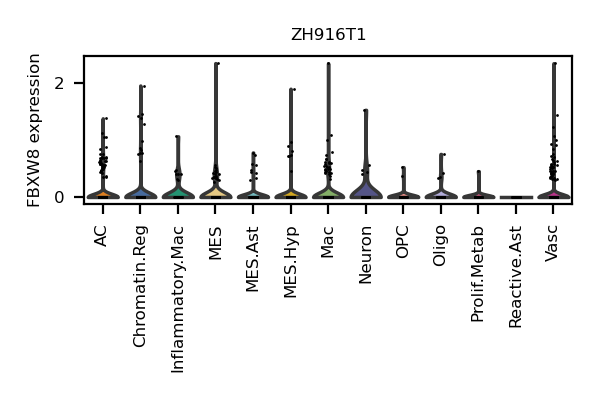 ZH916T1
FBXW8 expression
2
0
AC
Chromatin.Reg
Inflammatory.Mac
MES
MES.Ast
MES.Hyp
Mac
Neuron
OPC
Oligo
Prolif.Metab
Reactive.Ast
Vasc